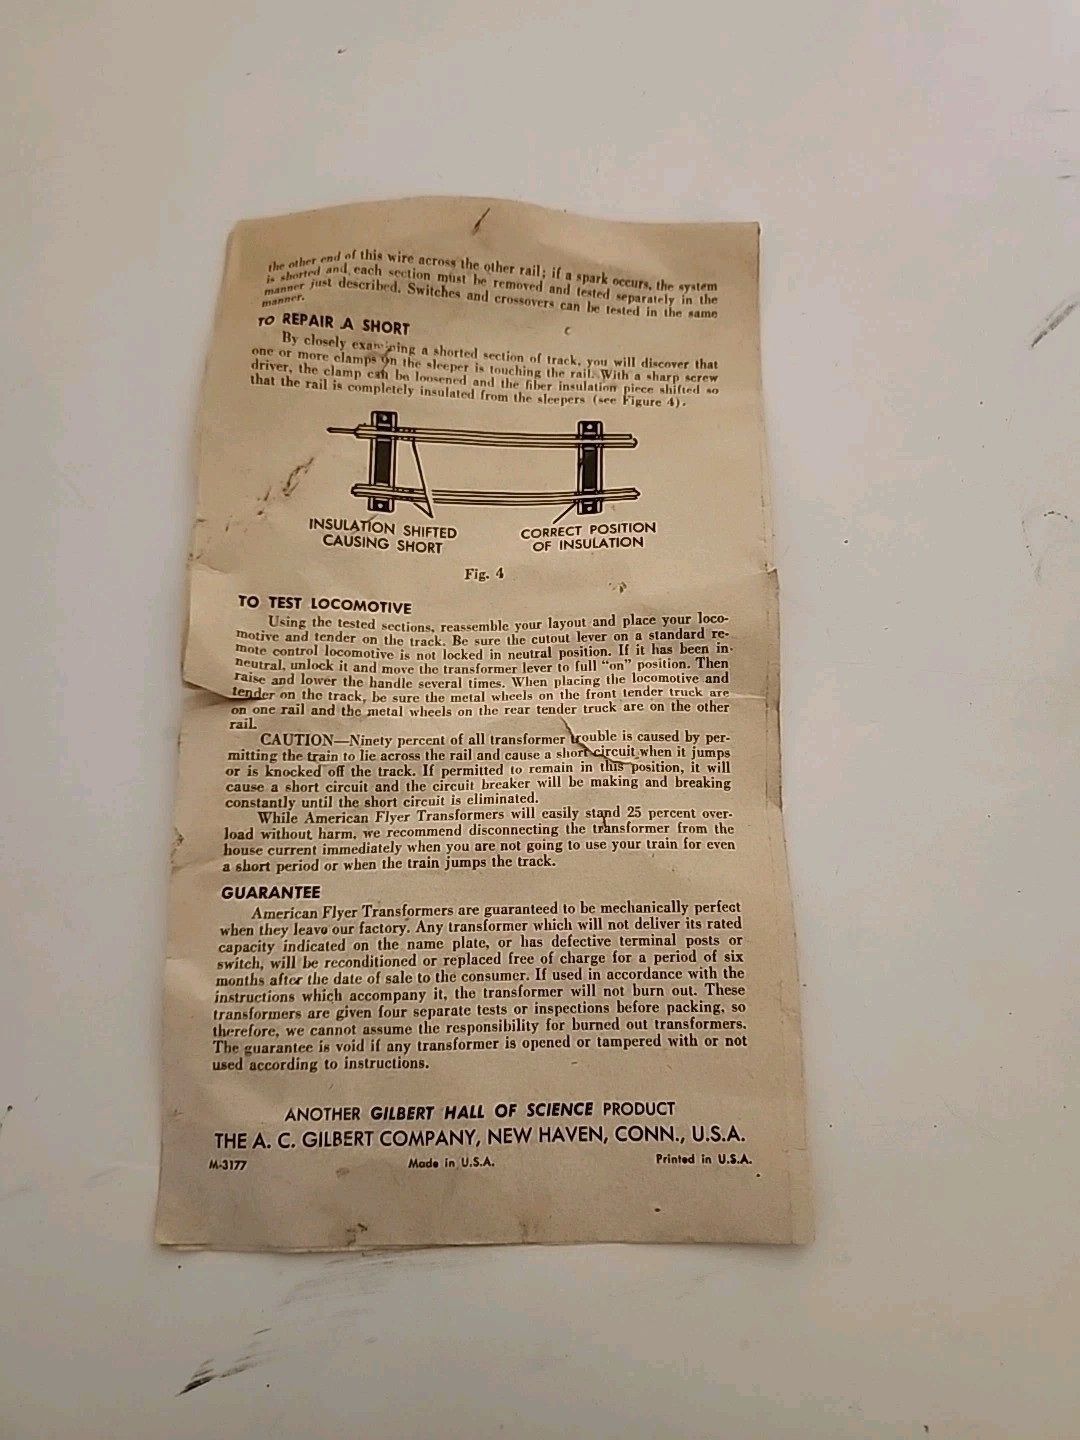 the other end of this wire across the other rail; if a spark occurs, the system
is shorted and each section must be removed and tested separately in the
manner just described. Switches and crossovers can be tested in the same
manner.
TO REPAIR A SHORT
By closely examining a shorted section of track, you will discover that
one or more clamps on the sleeper is touching the rail. With a sharp screw
driver, the clamp can be loosened and the fiber insulation piece shifted so
that the rail is completely insulated from the sleepers (see Figure 4).
INSULATION SHIFTED
CAUSING SHORT
CORRECT POSITION
OF INSULATION
Fig. 4
TO TEST LOCOMOTIVE
Using the tested sections, reassemble your layout and place your loco-
motive and tender on the track. Be sure the cutout lever on a standard re-
mote control locomotive is not locked in neutral position. If it has been in
neutral, unlock it and move the transformer lever to full "on" position. Then
raise and lower the handle several times. When placing the locomotive and
tender on the track, be sure the metal wheels on the front tender truck are
on one rail and the metal wheels on the rear tender truck are on the other
rail.
CAUTION—Ninety percent of all transformer trouble is caused by per-
mitting the train to lie across the rail and cause a short circuit when it jumps
or is knocked off the track. If permitted to remain in this position, it will
cause a short circuit and the circuit breaker will be making and breaking
constantly until the short circuit is eliminated.
While American Flyer Transformers will easily stand 25 percent over-
load without harm, we recommend disconnecting the transformer from the
house current immediately when you are not going to use your train for even
a short period or when the train jumps the track.
GUARANTEE
American Flyer Transformers are guaranteed to be mechanically perfect
when they leave our factory. Any transformer which will not deliver its rated
capacity indicated on the name plate, or has defective terminal posts or
switch, will be reconditioned or replaced free of charge for a period of six
months after the date of sale to the consumer. If used in accordance with the
instructions which accompany it, the transformer will not burn out. These
transformers are given four separate tests or inspections before packing, so
therefore, we cannot assume the responsibility for burned out transformers.
The guarantee is void if any transformer is opened or tampered with or not
used according to instructions.
ANOTHER GILBERT HALL OF SCIENCE PRODUCT
THE A. C. GILBERT COMPANY, NEW HAVEN, CONN., U.S.A.
M-3177 Made in U.S.A. Printed in U.S.A.